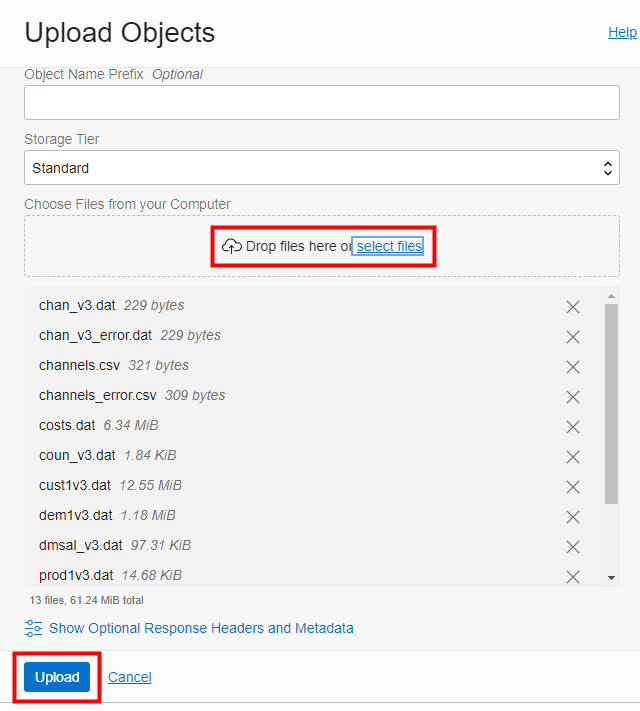 Upload Objects
Help
Object Name Prefix Optional
Storage Tier
Standard
Choose Files from your Computer
Drop files here or select files
chan_v3.dat 229 bytes
chan_v3_error.dat 229 bytes
channels.csv 321 bytes
channels_error.csv 309 bytes
costs.dat 6.34 MiB
coun_v3.dat 1.84 KiB
cust1v3.dat 12.55 MiB
dem1v3.dat 1.18 MiB
dmsal_v3.dat 97.31 KiB
prod1v3.dat 14.68 KiB
13 files, 61.24 MiB total
Show Optional Response Headers and Metadata
Upload Cancel